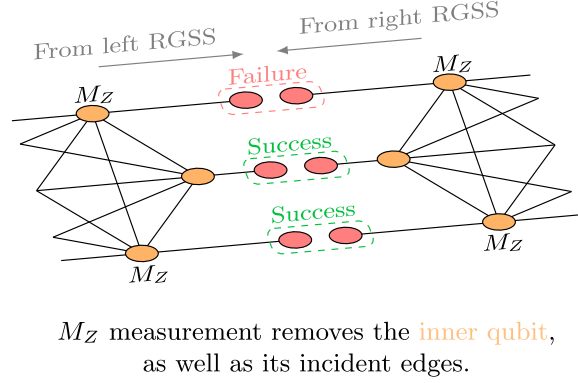 From left RGSS
From right RGSS
M_Z
Failure
M_Z
Success
Success
M_Z
M_Z
M_Z measurement removes the inner qubit,
as well as its incident edges.